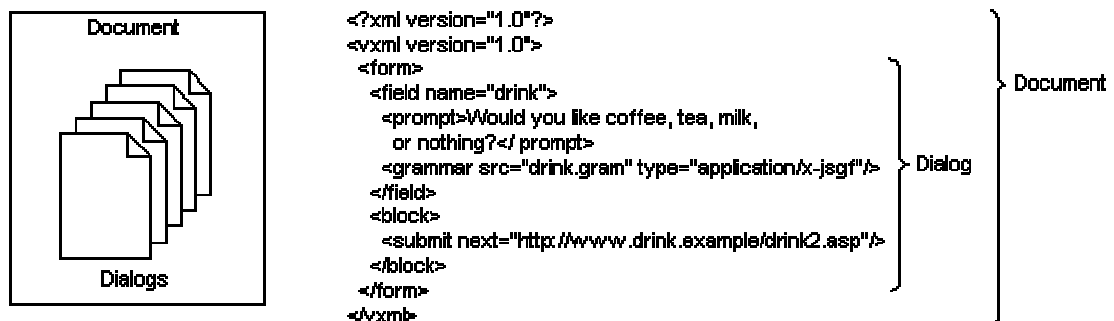 Document
Dialogs
<?xml version="1.0"?>
<vxml version="1.0">
<form>
<field name="drink">
<prompt>Would you like coffee, tea, milk,
or nothing?</ prompt>
<grammar src="drink.gram" type="application/x-jsgf"/>
</field>
<block>
<submit next="http://www.drink.example/drink2.asp"/>
</block>
</form>
</vxml>
Dialog
Document